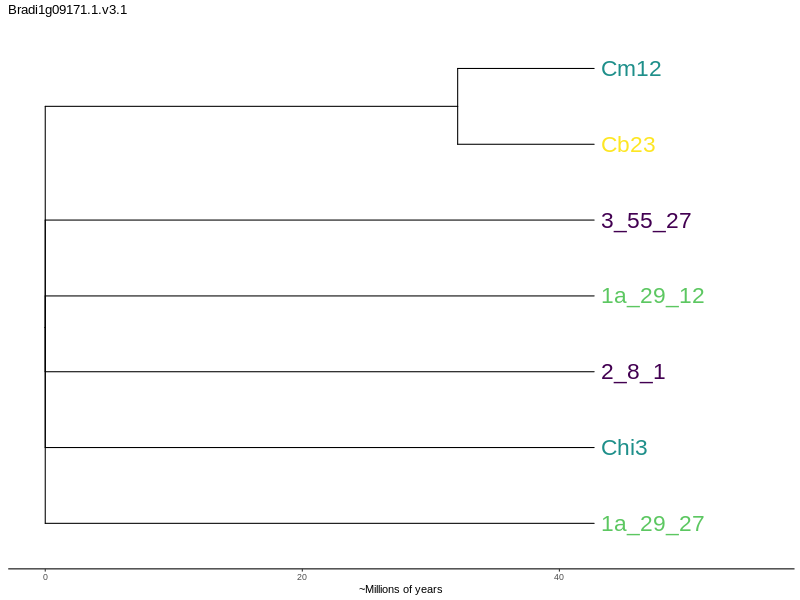 Bradi1g09171.1.v3.1
Cm12
Cb23
3_55_27
1a_29_12
2_8_1
Chi3
1a_29_27
0 20 40
~Millions of years